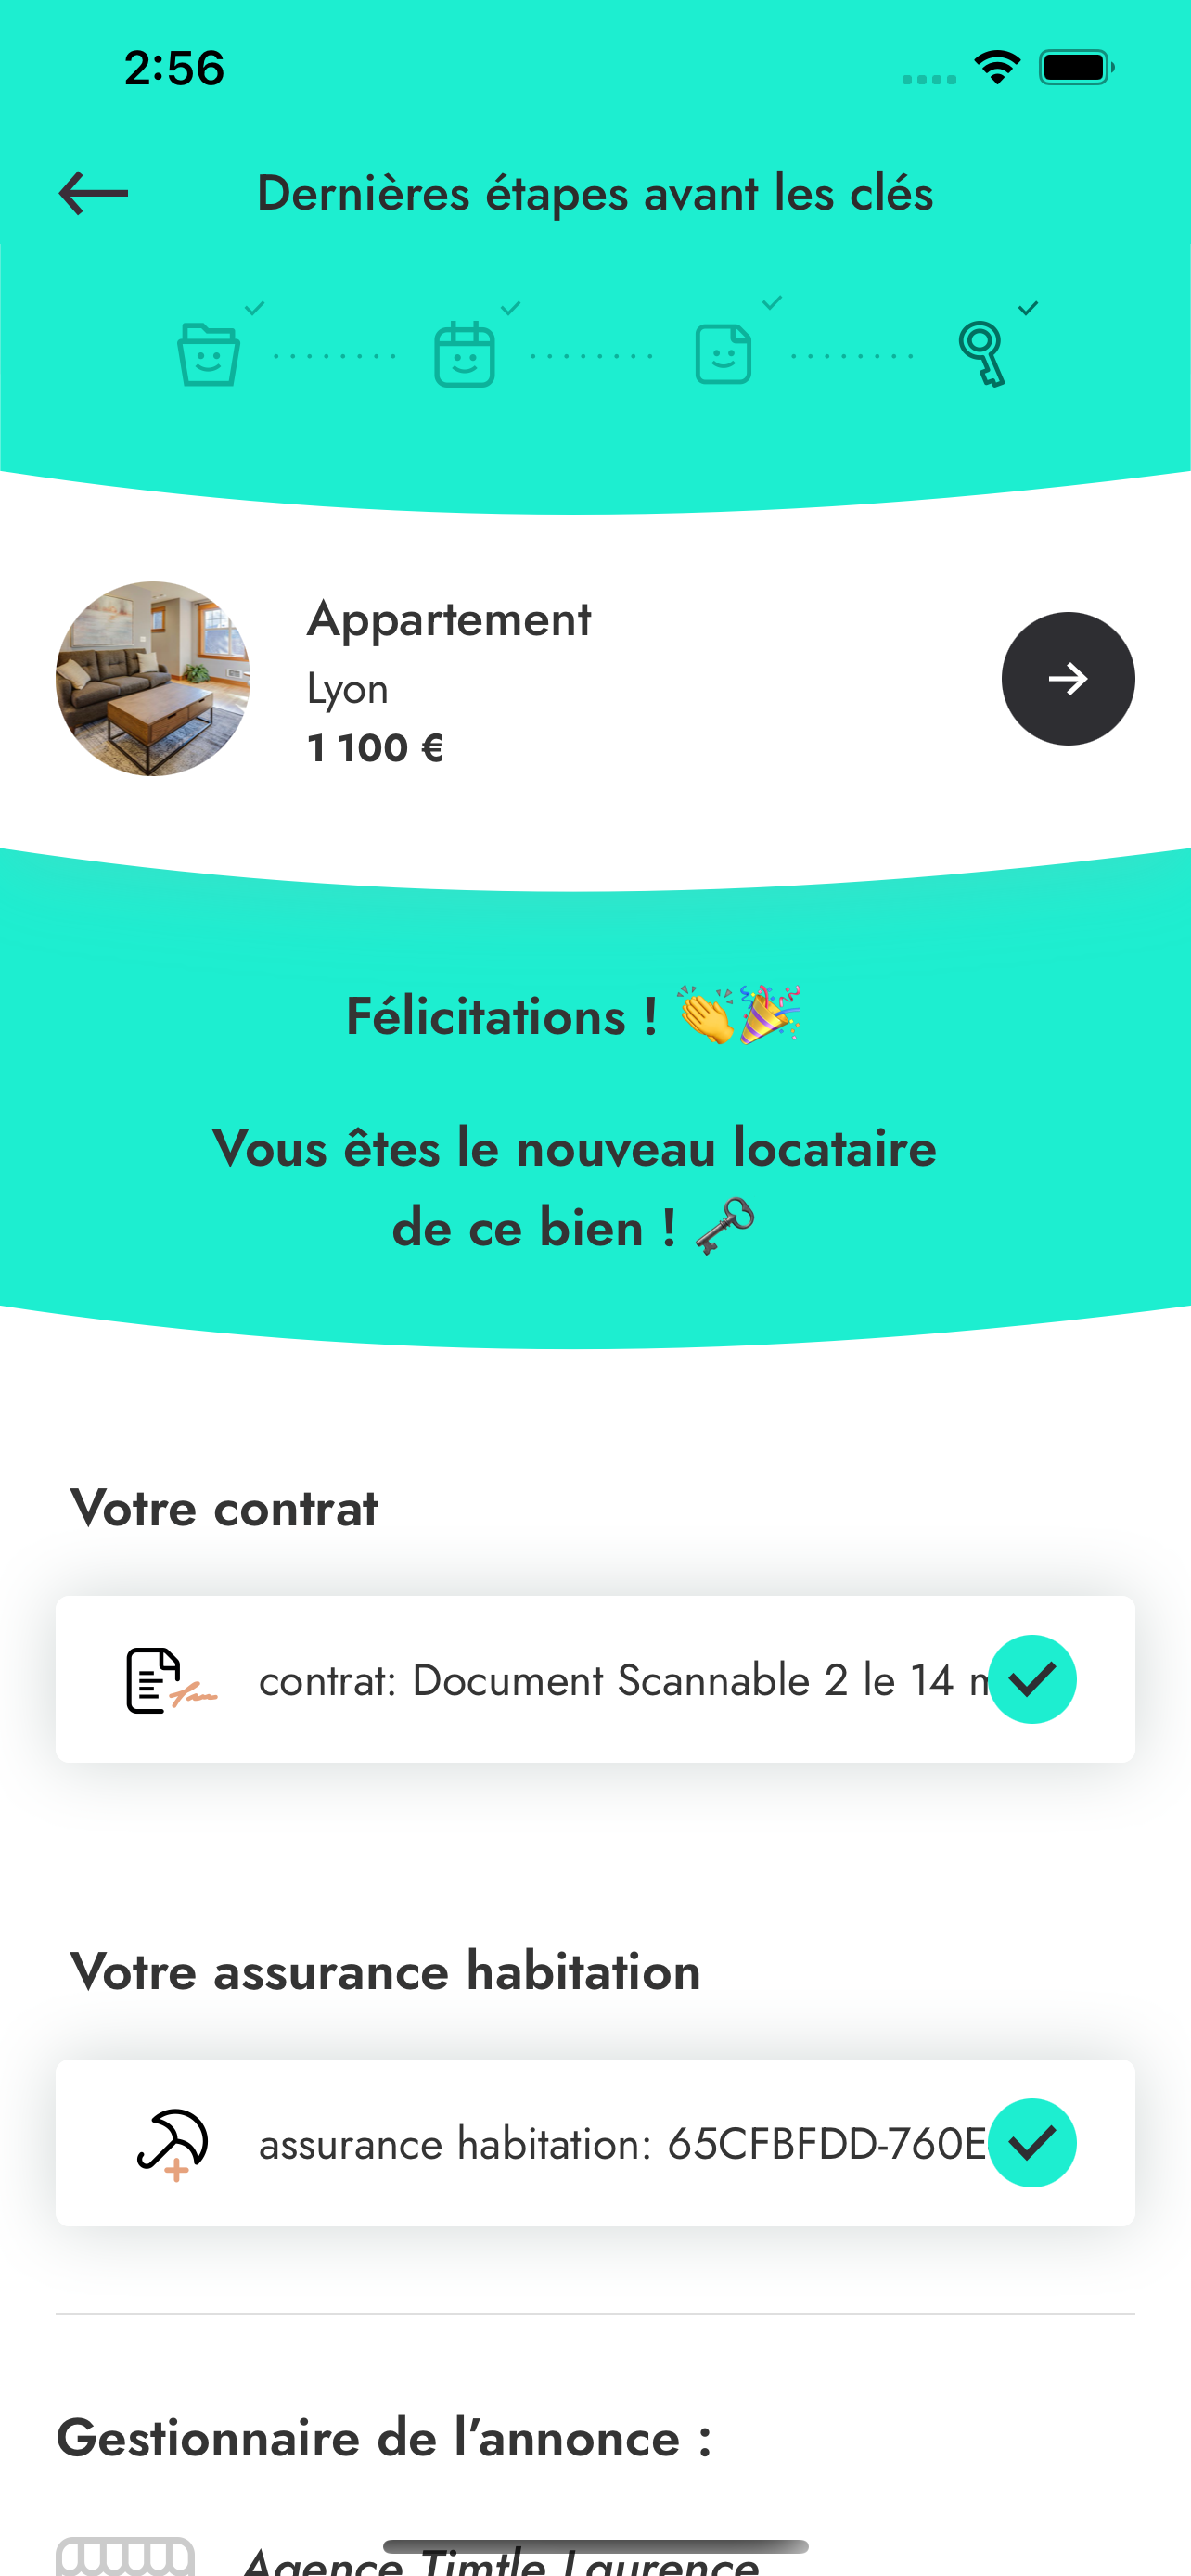 2:56
Dernières étapes avant les clés
Appartement
Lyon
1 100 €
Félicitations ! 👏🎉
Vous êtes le nouveau locataire
de ce bien ! 🗝️
Votre contrat
contrat: Document Scannable 2 le 14
Votre assurance habitation
assurance habitation: 65CFBFDD-760E
Gestionnaire de l’annonce :
Agence Timtle Laurence